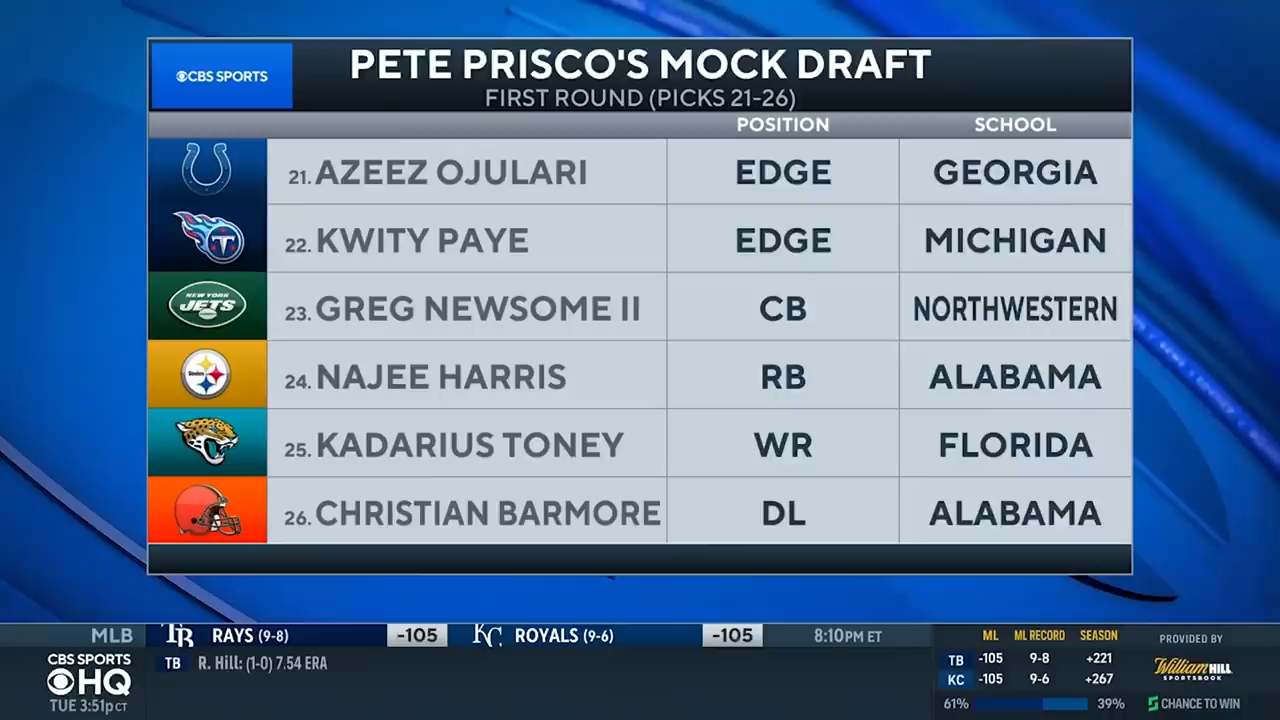 CBS SPORTS
PETE PRISCO'S MOCK DRAFT
FIRST ROUND (PICKS 21-26)
POSITION SCHOOL
21. AZEEZ OJULARI EDGE GEORGIA
22. KWITY PAYE EDGE MICHIGAN
NEW YORK JETS
23. GREG NEWSOME II CB NORTHWESTERN
Steelers
24. NAJEE HARRIS RB ALABAMA
25. KADARIUS TONEY WR FLORIDA
26. CHRISTIAN BARMORE DL ALABAMA
MLB TB RAYS (9-8) -105 KC ROYALS (9-6) -105 8:10PM ET
CBS SPORTS HQ
TUE 3:51P CT
TB R. Hill: (1-0) 7.54 ERA
ML ML RECORD SEASON
TB -105 9-8 +221
KC -105 9-6 +267
61% 39%
PROVIDED BY
William HILL
SPORTSBOOK
CHANCE TO WIN